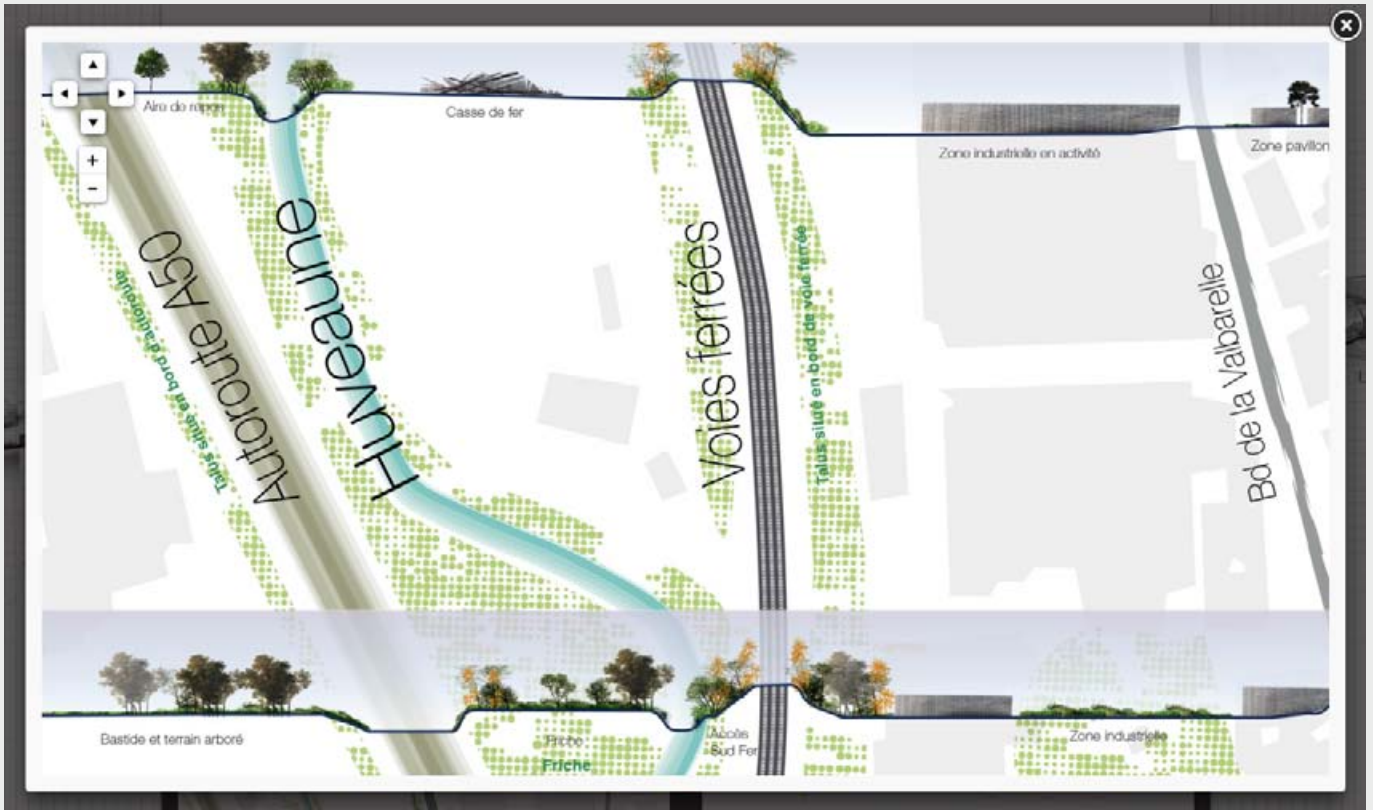 Aire de repos
Casse de fer
Zone industrielle en activité
Zone pavillon
Autoroute A50
Talus situé en bord d'autoroute
Huveaune
Voies ferrées
Talus situé en bord de voie ferrée
Bd de la Valbarelle
Bastide et terrain arboré
Friche
Friche
Accès
Sud Fer
Zone industrielle